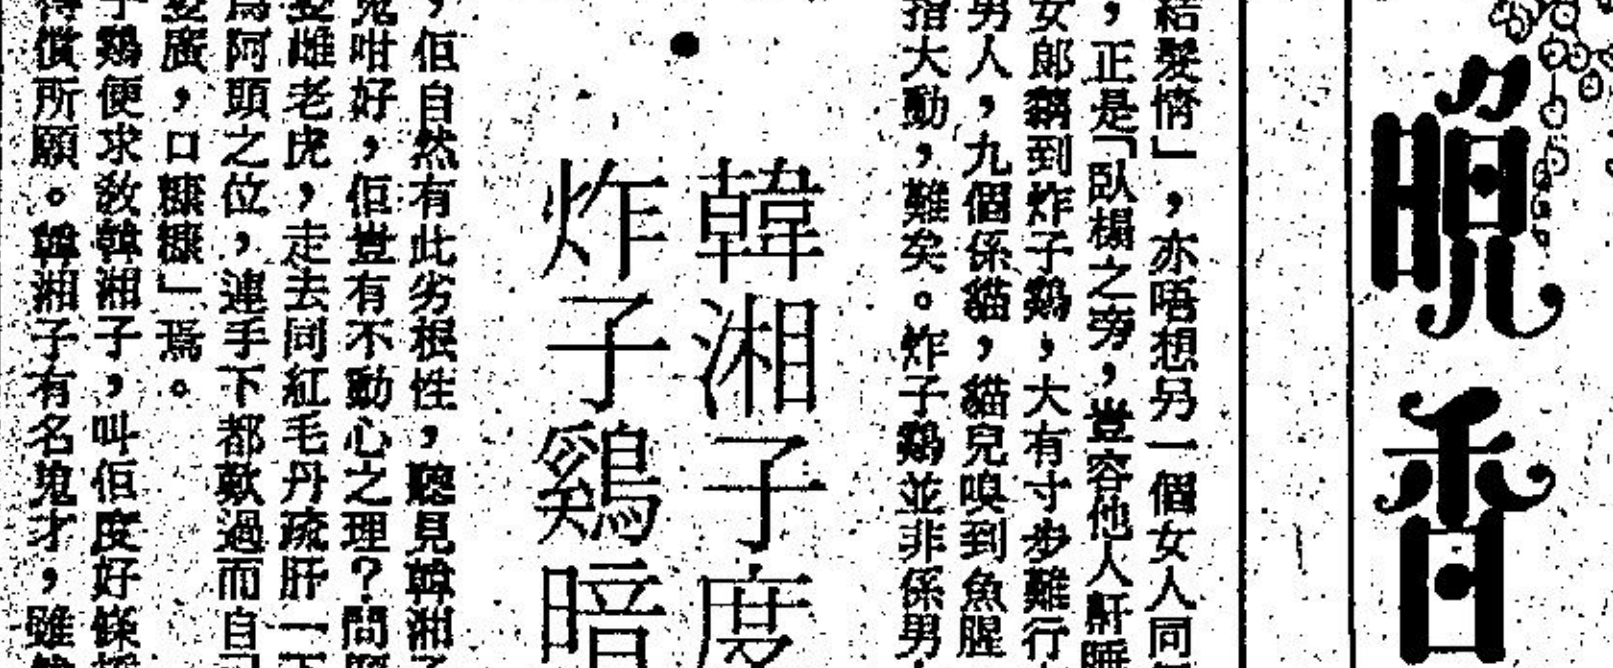 晚香
結髮情」，亦唔想另一個女人同
，正是「臥榻之旁，豈容他人鼾睡
女郎藕到炸子鷄，大有寸步難行
男人，九個係貓，貓兒嗅到魚腥
指大動，難矣。炸子鷄並非係男
韓湘子度
炸子鷄暗
，佢自然有此劣根性，聽見韓湘子
咁好，佢豈有不動心之理？問
雌老虎，走去同紅毛丹疏肝一下
爲阿頭之位，連手下都歎過而自
廣，口糠糠」焉。
子鷄便求敎韓湘子，叫佢度好條
得償所願。韓湘子有名鬼才，雖